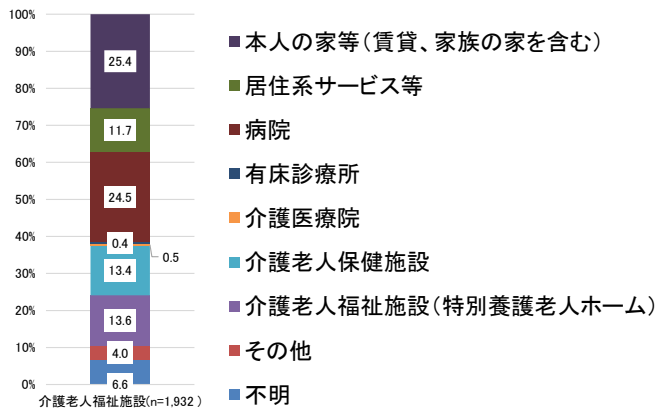 100%
90%
80%
70%
60%
50%
40%
30%
20%
10%
0%
25.4
11.7
24.5
0.4
0.5
13.4
13.6
4.0
6.6
介護老人福祉施設(n=1,932)
本人の家等(賃貸、家族の家を含む)
居住系サービス等
病院
有床診療所
介護医療院
介護老人保健施設
介護老人福祉施設(特別養護老人ホーム)
その他
不明